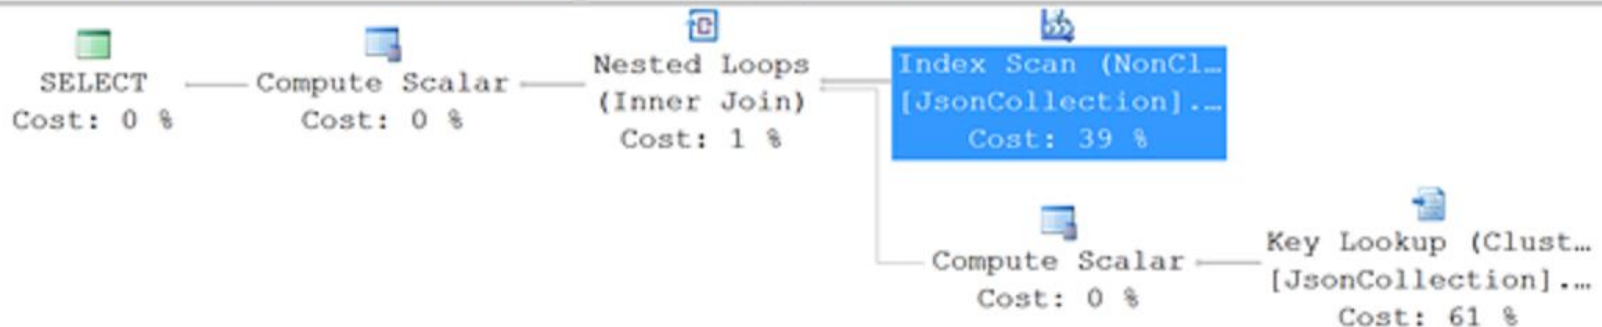 SELECT
Cost: 0 %
Compute Scalar
Cost: 0 %
Nested Loops
(Inner Join)
Cost: 1 %
Index Scan (NonCl…
[JsonCollection].…
Cost: 39 %
Compute Scalar
Cost: 0 %
Key Lookup (Clust…
[JsonCollection].…
Cost: 61 %